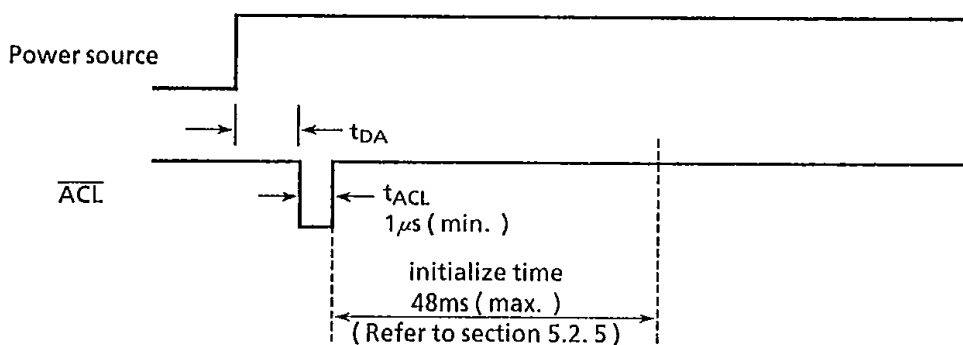 Power source
tDA
ACL
tACL
1μs ( min. )
initialize time
48ms ( max. )
( Refer to section 5.2. 5 )